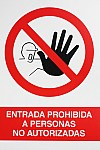 ENTRADA PROHIBIDA
A PERSONAS
NO AUTORIZADAS